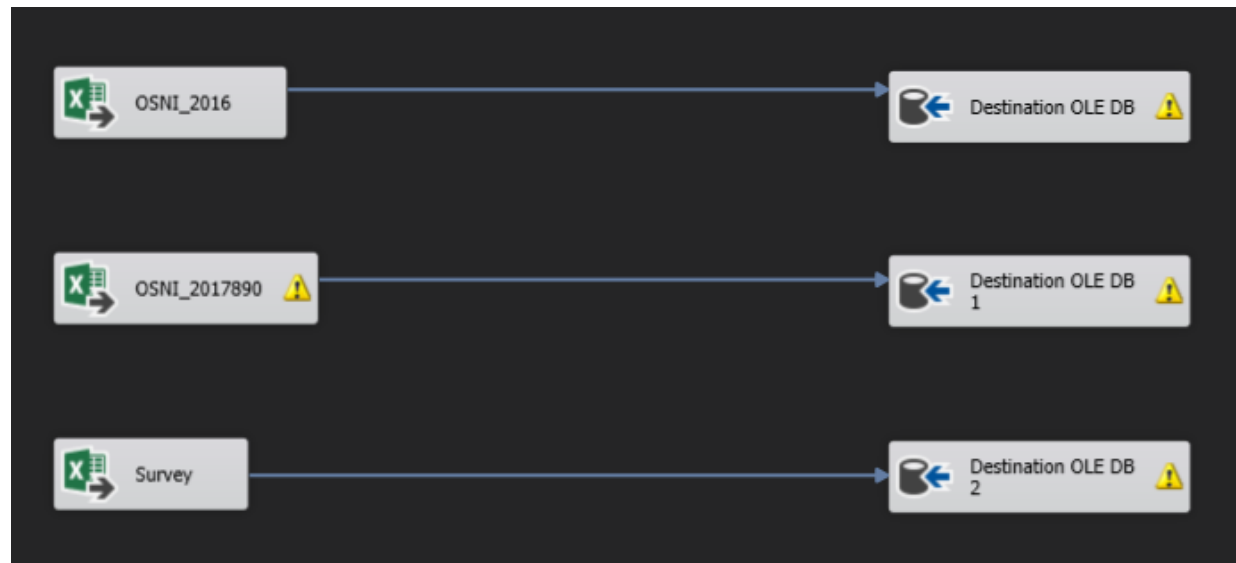 OSNI_2016
Destination OLE DB
OSNI_2017890
Destination OLE DB
1
Survey
Destination OLE DB
2